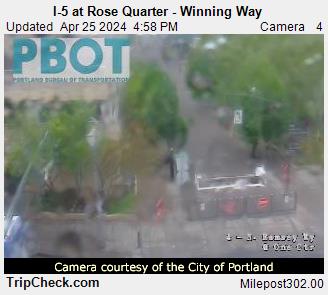 I-5 at Rose Quarter - Winning Way
Updated Apr 25 2024 4:58 PM Camera 4
PBOT
PORTLAND BUREAU OF TRANSPORTATION
Camera courtesy of the City of Portland
TripCheck.com Milepost302.00